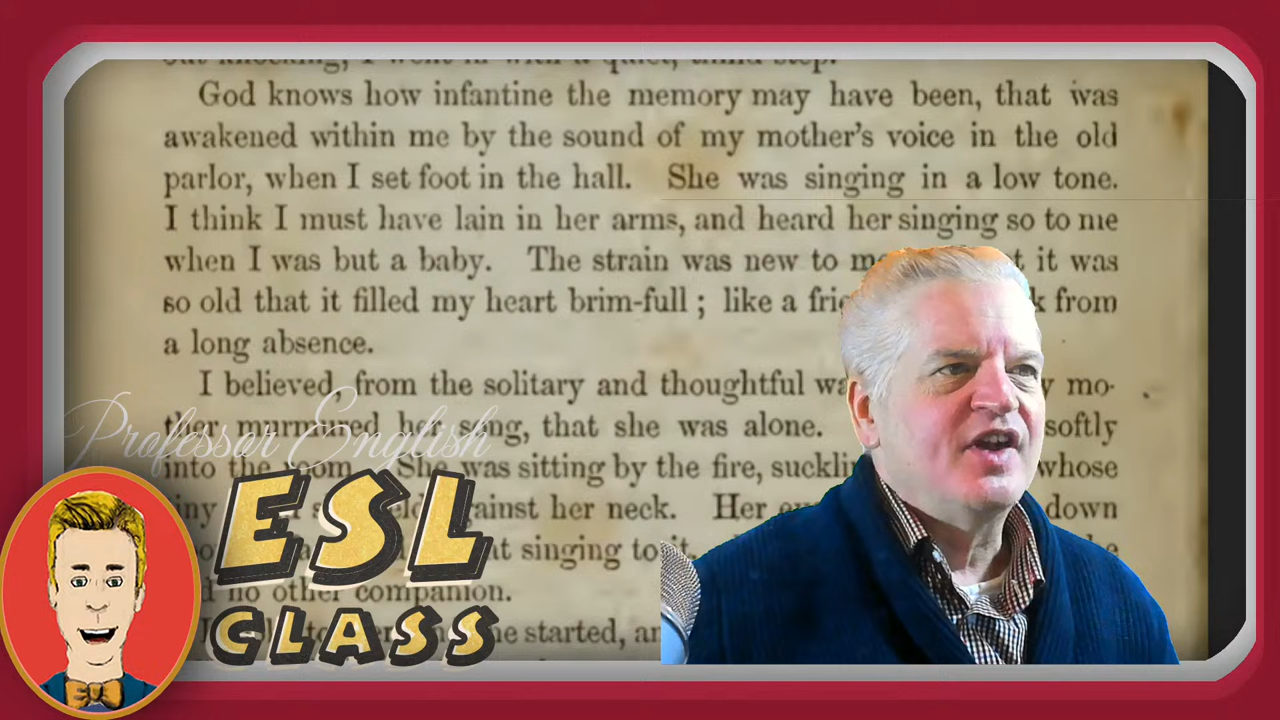 God knows how infantine the memory may have been, that was
awakened within me by the sound of my mother's voice in the old
parlor, when I set foot in the hall. She was singing in a low tone.
I think I must have lain in her arms, and heard her singing so to me
when I was but a baby. The strain was new to it was
so old that it filled my heart brim-full ; like a from
a long absence.
I believed, from the solitary and thoughtful mo-
ther murmured her song, that she was alone. softly
into the room. She was sitting by the fire, whose
against her neck. Her down
singing to it.
no other companion.
started,
Professor English
ESL
CLASS